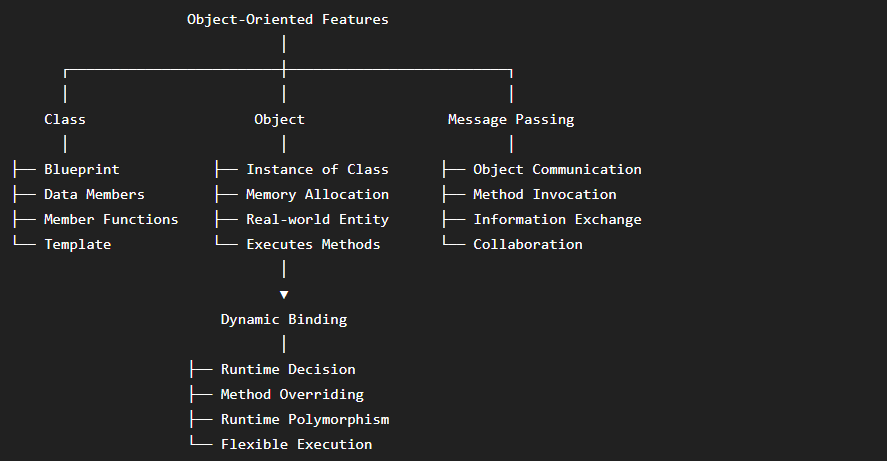 Object-Oriented Features
Class Object Message Passing
Blueprint Instance of Class Object Communication
Data Members Memory Allocation Method Invocation
Member Functions Real-world Entity Information Exchange
Template Executes Methods Collaboration
Dynamic Binding
Runtime Decision
Method Overriding
Runtime Polymorphism
Flexible Execution